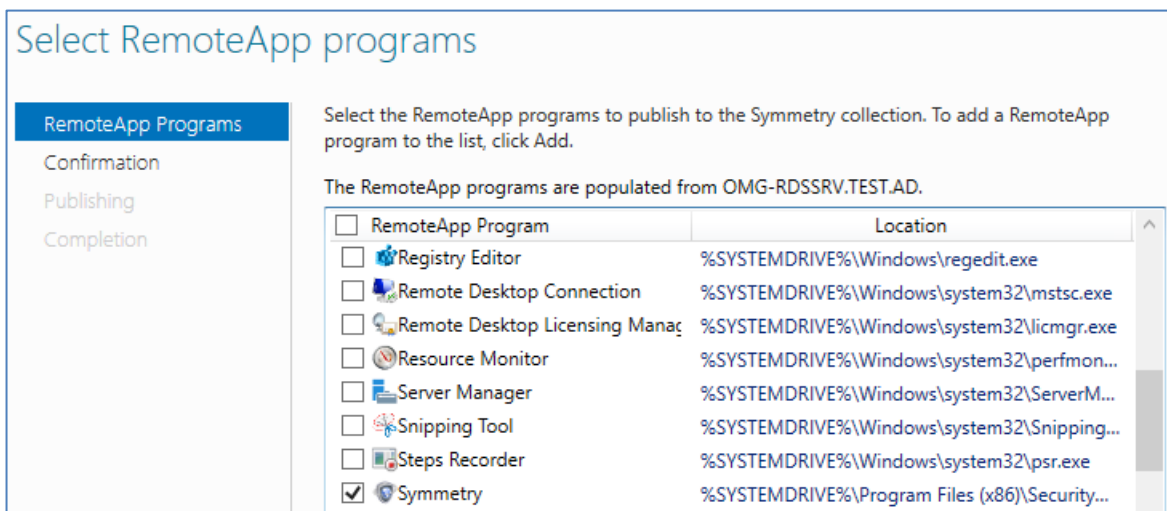 Select RemoteApp programs
RemoteApp Programs
Confirmation
Publishing
Completion
Select the RemoteApp programs to publish to the Symmetry collection. To add a RemoteApp
program to the list, click Add.
The RemoteApp programs are populated from OMG-RDSSRV.TEST.AD.
RemoteApp Program Location
Registry Editor %SYSTEMDRIVE%\Windows\regedit.exe
Remote Desktop Connection %SYSTEMDRIVE%\Windows\system32\mstsc.exe
Remote Desktop Licensing Manag %SYSTEMDRIVE%\Windows\system32\licmgr.exe
Resource Monitor %SYSTEMDRIVE%\Windows\system32\perfmon...
Server Manager %SYSTEMDRIVE%\Windows\system32\ServerM...
Snipping Tool %SYSTEMDRIVE%\Windows\system32\Snipping...
Steps Recorder %SYSTEMDRIVE%\Windows\system32\psr.exe
Symmetry %SYSTEMDRIVE%\Program Files (x86)\Security...